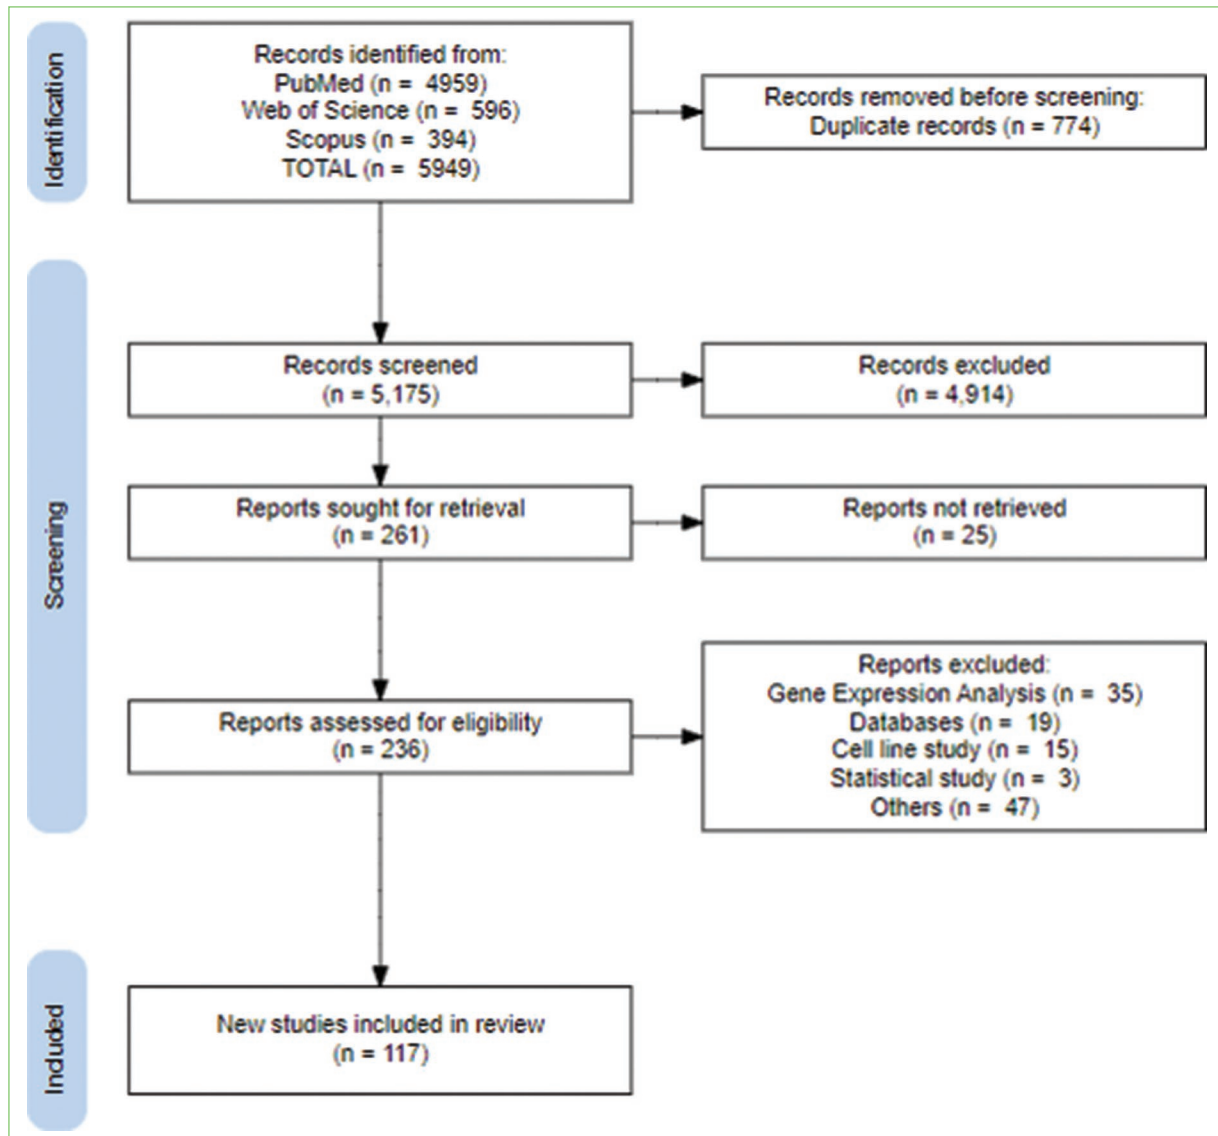 Identification
Records identified from:
PubMed (n = 4959)
Web of Science (n = 596)
Scopus (n = 394)
TOTAL (n = 5949)
Records removed before screening:
Duplicate records (n = 774)
Screening
Records screened
(n = 5,175)
Records excluded
(n = 4,914)
Reports sought for retrieval
(n = 261)
Reports not retrieved
(n = 25)
Reports assessed for eligibility
(n = 236)
Reports excluded:
Gene Expression Analysis (n = 35)
Databases (n = 19)
Cell line study (n = 15)
Statistical study (n = 3)
Others (n = 47)
Included
New studies included in review
(n = 117)